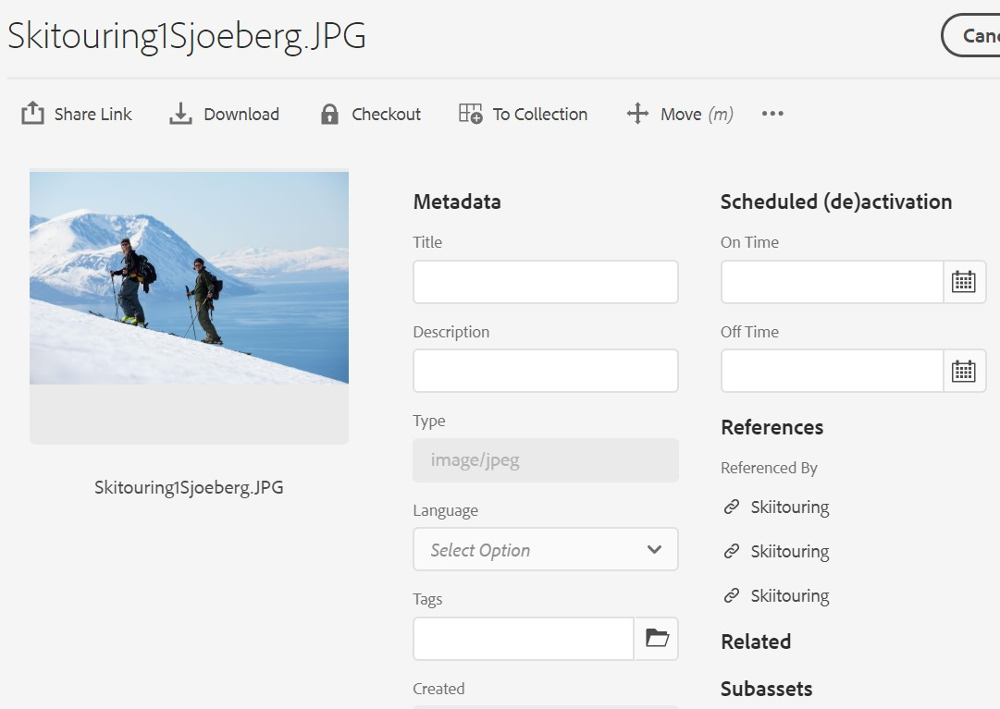 Skitouring1Sjoeberg.JPG
Canc
Share Link
Download
Checkout
To Collection
Move (m)
Skitouring1Sjoeberg.JPG
Metadata
Title
Description
Type
image/jpeg
Language
Select Option
Tags
Created
Scheduled (de)activation
On Time
Off Time
References
Referenced By
Skiitouring
Skiitouring
Skiitouring
Related
Subassets